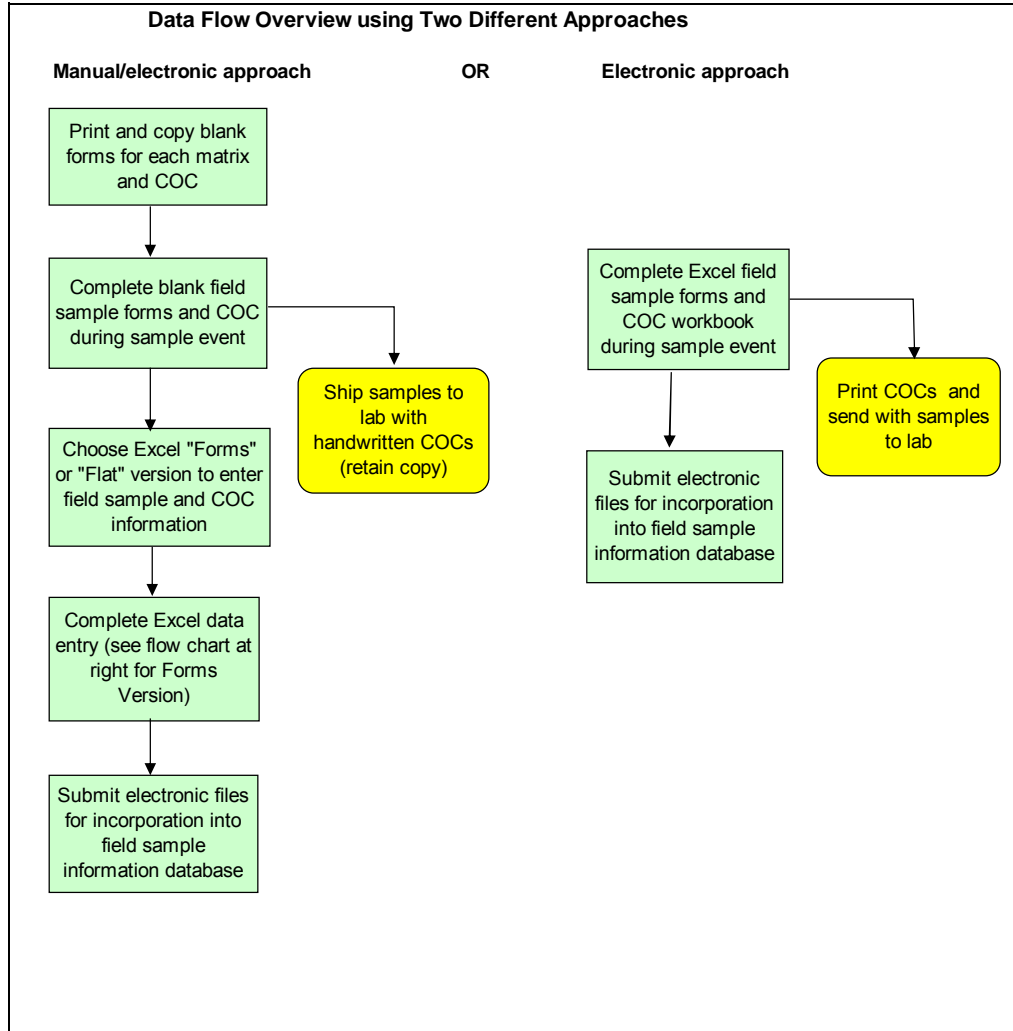 Data Flow Overview using Two Different Approaches
Manual/electronic approach
OR
Electronic approach
Print and copy blank
forms for each matrix
and COC
Complete blank field
sample forms and COC
during sample event
Ship samples to
lab with
handwritten COCs
(retain copy)
Choose Excel "Forms"
or "Flat" version to enter
field sample and COC
information
Complete Excel data
entry (see flow chart at
right for Forms
Version)
Submit electronic files
for incorporation into
field sample
information database
Complete Excel field
sample forms and
COC workbook
during sample event
Print COCs and
send with samples
to lab
Submit electronic
files for incorporation
into field sample
information database